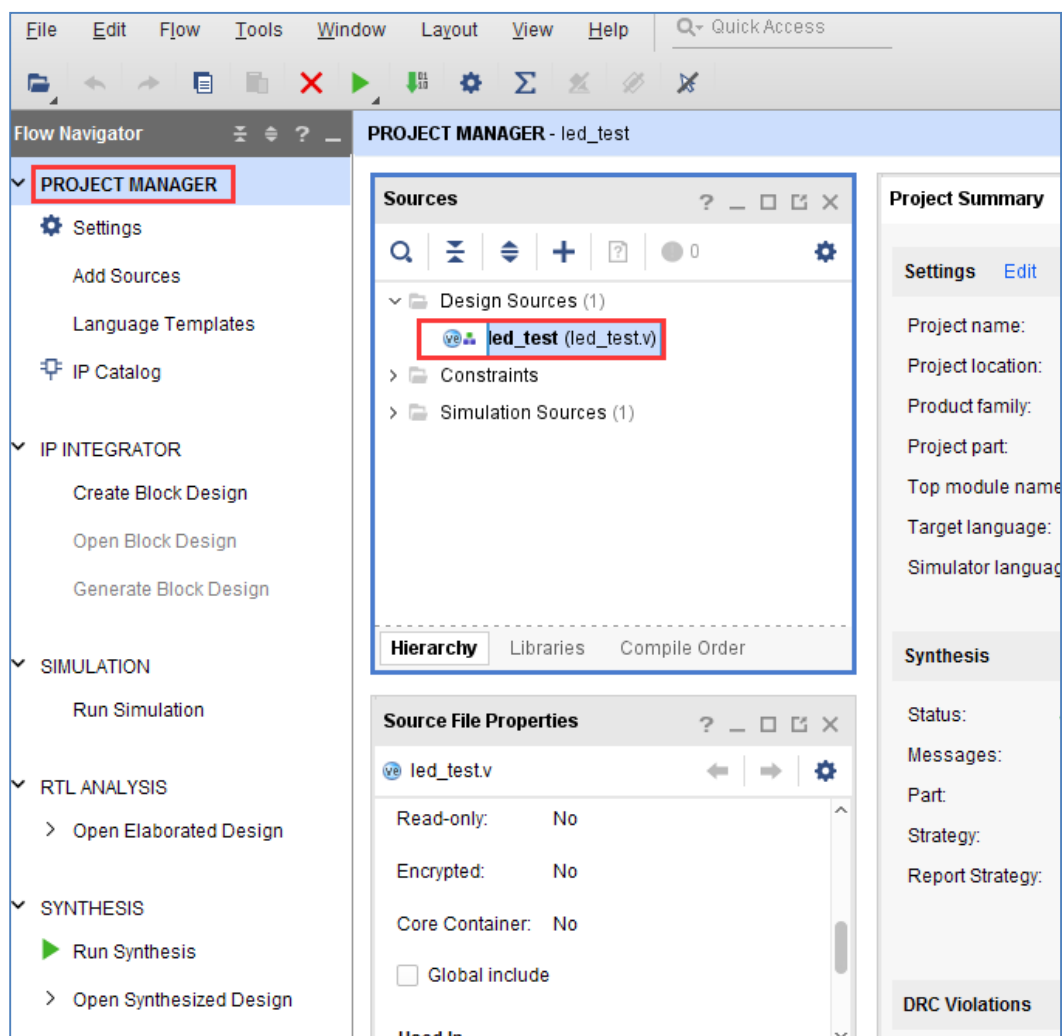 File Edit Flow Tools Window Layout View Help Quick Access
Flow Navigator ? _
PROJECT MANAGER - led_test
PROJECT MANAGER
Settings
Add Sources
Language Templates
IP Catalog
IP INTEGRATOR
Create Block Design
Open Block Design
Generate Block Design
SIMULATION
Run Simulation
RTL ANALYSIS
Open Elaborated Design
SYNTHESIS
Run Synthesis
Open Synthesized Design
Sources
0
Design Sources (1)
led_test (led_test.v)
Constraints
Simulation Sources (1)
Hierarchy Libraries Compile Order
Source File Properties
led_test.v
Read-only: No
Encrypted: No
Core Container: No
Global include
Project Summary
Settings Edit
Project name:
Project location:
Product family:
Project part:
Top module name
Target language:
Simulator languag
Synthesis
Status:
Messages:
Part:
Strategy:
Report Strategy:
DRC Violations